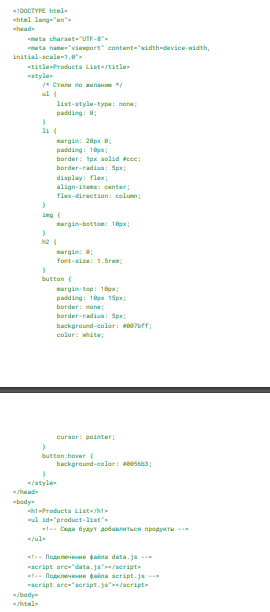 <!DOCTYPE html>
<html lang="en">
<head>
<meta charset="UTF-8">
<meta name="viewport" content="width=device-width,
initial-scale=1.0">
<title>Products List</title>
<style>
/* Стили по желанию */
ul {
list-style-type: none;
padding: 0;
}
li {
margin: 20px 0;
padding: 10px;
border: 1px solid #ccc;
border-radius: 5px;
display: flex;
align-items: center;
flex-direction: column;
}
img {
margin-bottom: 10px;
}
h2 {
margin: 0;
font-size: 1.5rem;
}
button {
margin-top: 10px;
padding: 10px 15px;
border: none;
border-radius: 5px;
background-color: #007bff;
color: white;
cursor: pointer;
}
button:hover {
background-color: #0056b3;
}
</style>
</head>
<body>
<h1>Products List</h1>
<ul id="product-list">
<!-- Сюда будут добавляться продукты -->
</ul>
<!-- Подключение файла data.js -->
<script src="data.js"></script>
<!-- Подключение файла script.js -->
<script src="script.js"></script>
</body>
</html>